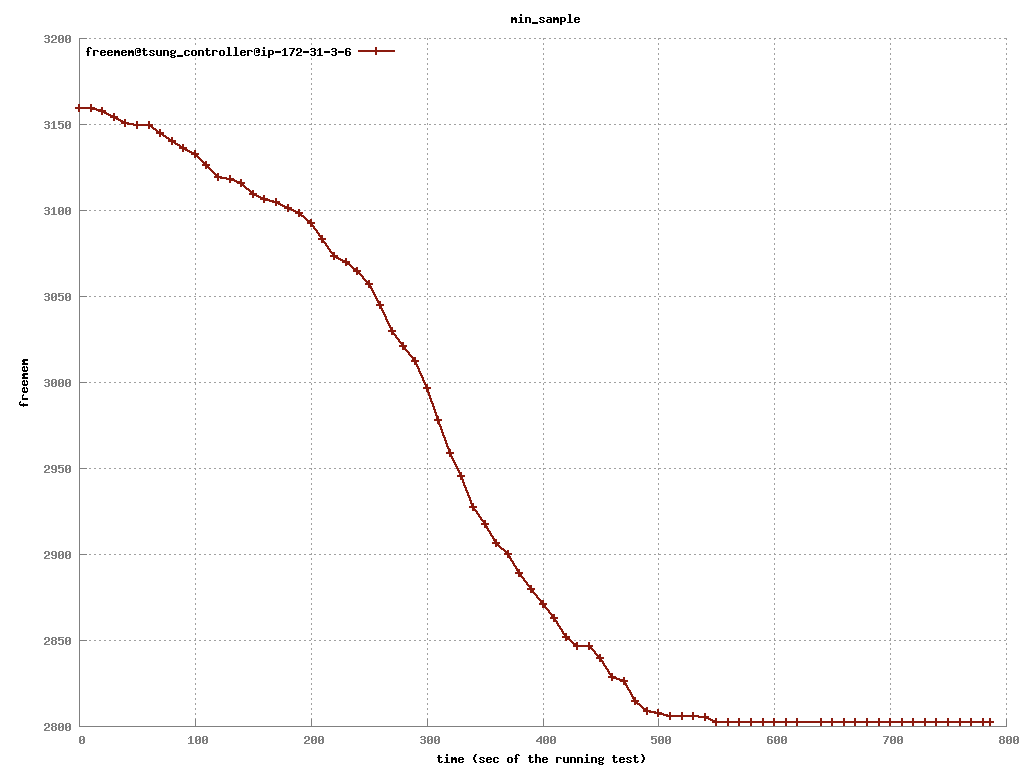 min_sample
3200
freemem@tsung_controller@ip-172-31-3-6
3150
3100
3050
3000
freemem
2950
2900
2850
2800
0 100 200 300 400 500 600 700 800
time (sec of the running test)